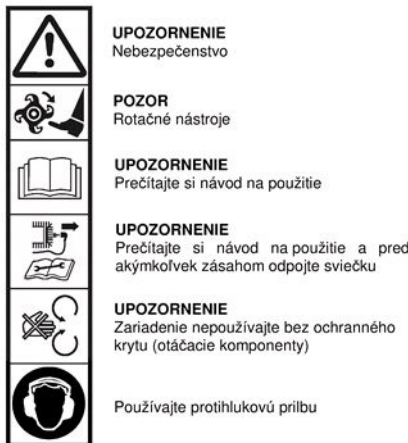 UPOZORNENIE
Nebezpečenstvo
POZOR
Rotačné nástroje
UPOZORNENIE
Prečítajte si návod na použitie
UPOZORNENIE
Prečítajte si návod na použitie a pred
akýmkoľvek zásahom odpojte sviečku
UPOZORNENIE
Zariadenie nepoužívajte bez ochranného
krytu (otáčacie komponenty)
Používajte protihlukovú prilbu